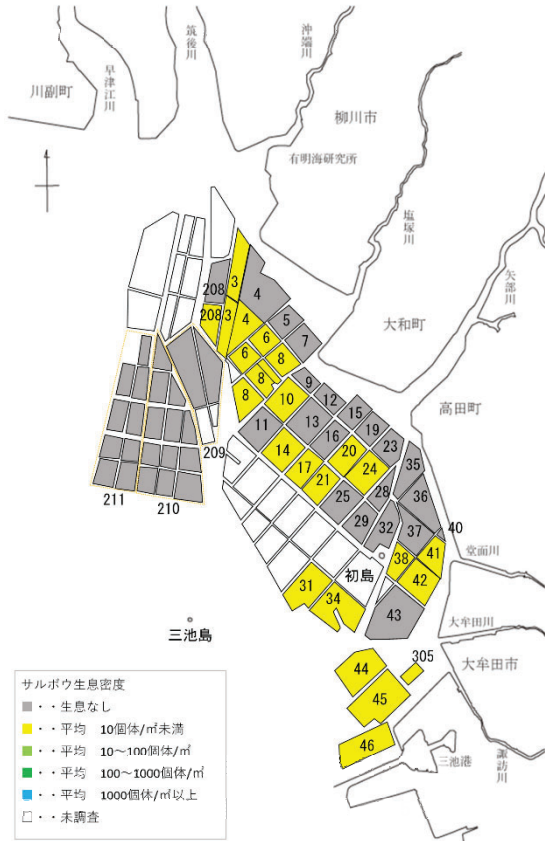 筑後川
沖端川
早津江川
川副町
柳川市
有明海研究所
塩塚川
矢部川
大和町
高田町
208
3
4
208
3
4
5
6
7
6
8
8
8
9
10
12
11
13
15
16
19
14
20
23
17
24
35
21
28
36
25
209
211
210
29
32
37
40
堂面川
38
41
31
初島
42
34
43
大牟田川
三池島
305
大牟田市
44
45
46
三池港
諏訪川
サルボウ生息密度
・・生息なし
・・平均 10個体/㎡未満
・・平均 10～100個体/㎡
・・平均 100～1000個体/㎡
・・平均 1000個体/㎡以上
・・未調査